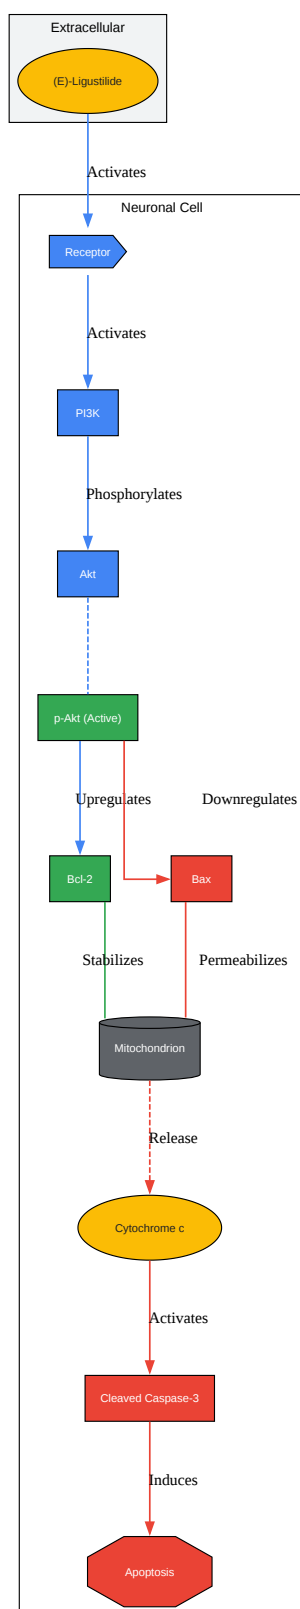 Extracellular
(E)-Ligustilide
Activates
Neuronal Cell
Receptor
Activates
PI3K
Phosphorylates
Akt
p-Akt (Active)
Upregulates
Downregulates
Bcl-2
Bax
Stabilizes
Permeabilizes
Mitochondrion
Release
Cytochrome c
Activates
Cleaved Caspase-3
Induces
Apoptosis